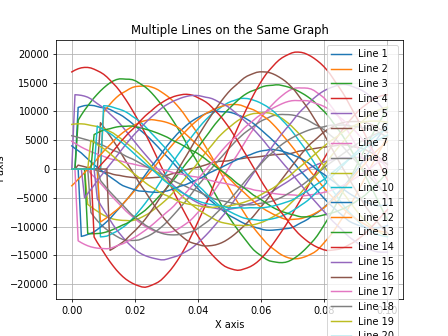 Multiple Lines on the Same Graph
20000
15000
10000
5000
0
−5000
−10000
−15000
−20000
0.00
0.02
0.04
0.06
X axis
Line 1
Line 2
Line 3
Line 4
Line 5
Line 6
Line 7
Line 8
Line 9
Line 10
Line 11
Line 12
Line 13
Line 14
Line 15
Line 16
Line 17
Line 18
Line 19
Line 20